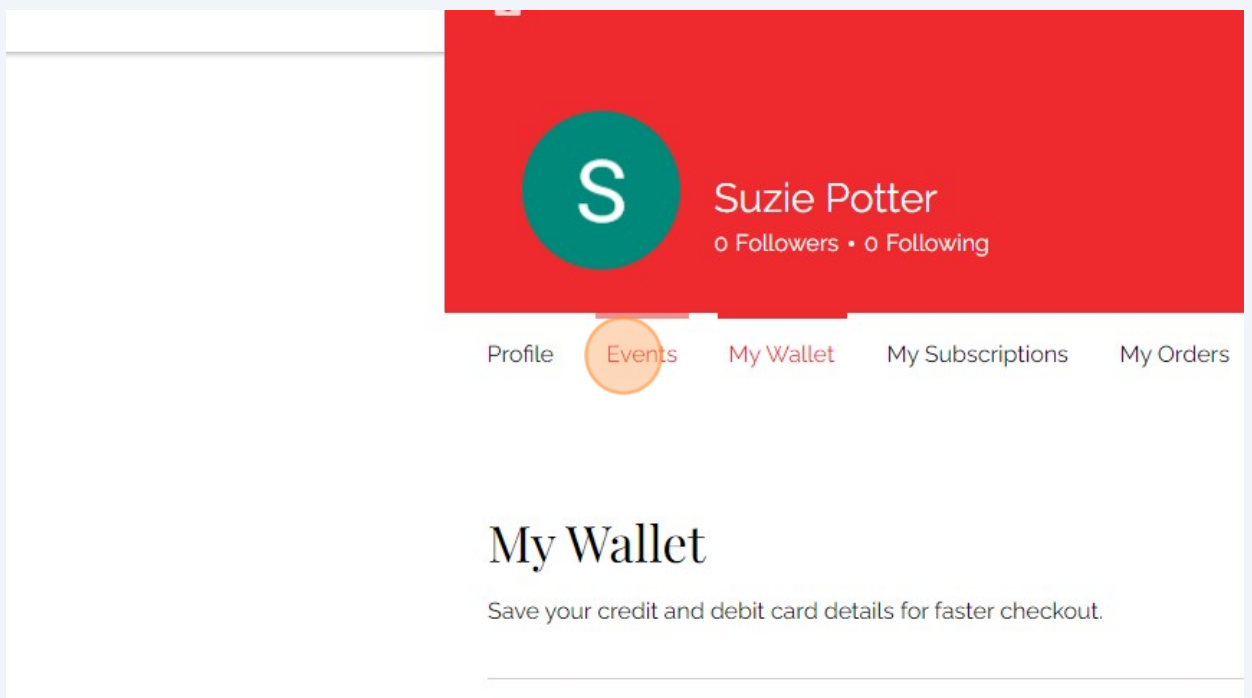 S
Suzie Potter
0 Followers • 0 Following
Profile Events My Wallet My Subscriptions My Orders
My Wallet
Save your credit and debit card details for faster checkout.